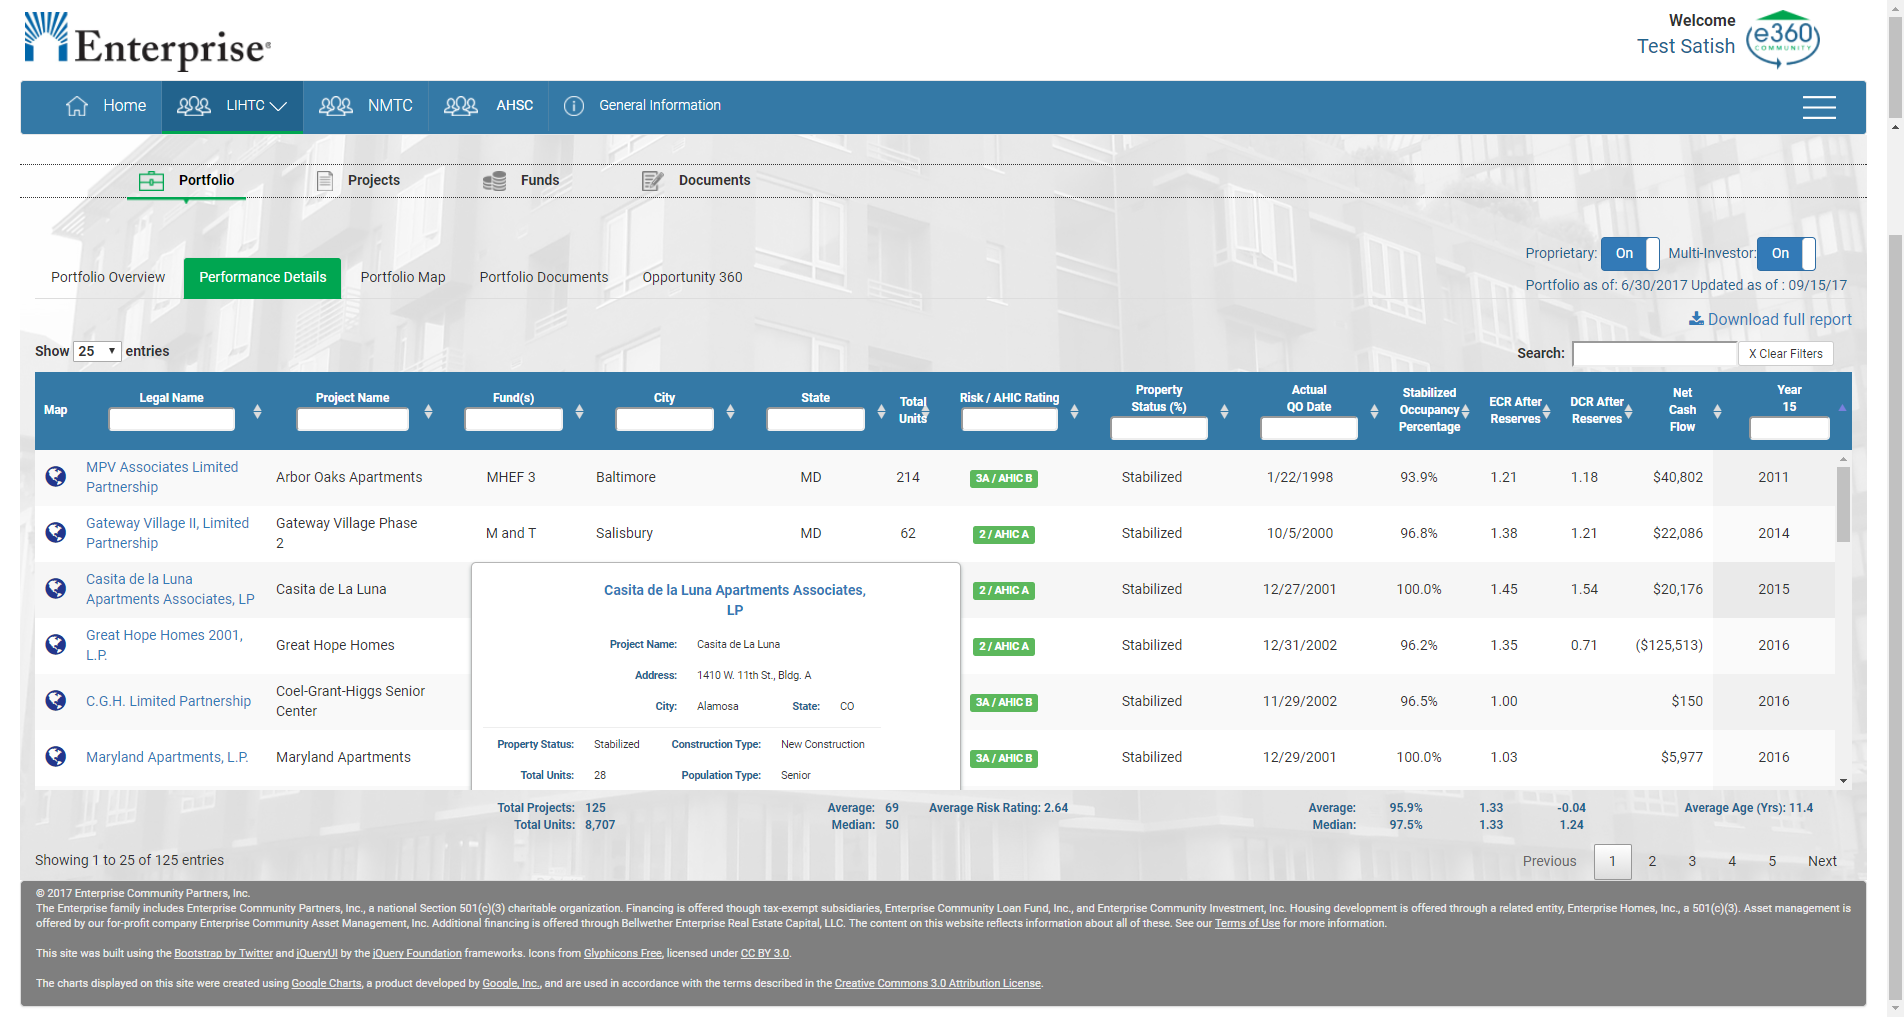 Enterprise®
Welcome
Test Satish
e360
COMMUNITY
Home LIHTC NMTC AHSC General Information
Portfolio Projects Funds Documents
Proprietary: On Multi-Investor: On
Portfolio Overview Performance Details Portfolio Map Portfolio Documents Opportunity 360
Portfolio as of: 6/30/2017 Updated as of : 09/15/17
Download full report
Show 25 entries
Search: X Clear Filters
Map Legal Name Project Name Fund(s) City State Total Units Risk / AHIC Rating Property Status (%) Actual QO Date Stabilized Occupancy Percentage ECR After Reserves DCR After Reserves Net Cash Flow Year 15
MPV Associates Limited Partnership Arbor Oaks Apartments MHEF 3 Baltimore MD 214 3A / AHIC B Stabilized 1/22/1998 93.9% 1.21 1.18 $40,802 2011
Gateway Village II, Limited Partnership Gateway Village Phase 2 M and T Salisbury MD 62 2 / AHIC A Stabilized 10/5/2000 96.8% 1.38 1.21 $22,086 2014
Casita de la Luna Apartments Associates, LP Casita de La Luna 2 / AHIC A Stabilized 12/27/2001 100.0% 1.45 1.54 $20,176 2015
Great Hope Homes 2001, L.P. Great Hope Homes 2 / AHIC A Stabilized 12/31/2002 96.2% 1.35 0.71 ($125,513) 2016
C.G.H. Limited Partnership Coel-Grant-Higgs Senior Center 3A / AHIC B Stabilized 11/29/2002 96.5% 1.00 $150 2016
Maryland Apartments, L.P. Maryland Apartments 3A / AHIC B Stabilized 12/29/2001 100.0% 1.03 $5,977 2016
Casita de la Luna Apartments Associates,
LP
Project Name: Casita de La Luna
Address: 1410 W. 11th St., Bldg. A
City: Alamosa State: CO
Property Status: Stabilized Construction Type: New Construction
Total Units: 28 Population Type: Senior
Total Projects: 125 Average: 69 Average Risk Rating: 2.64 Average: 95.9% 1.33 -0.04 Average Age (Yrs): 11.4
Total Units: 8,707 Median: 50 Median: 97.5% 1.33 1.24
Showing 1 to 25 of 125 entries
Previous 1 2 3 4 5 Next
© 2017 Enterprise Community Partners, Inc.
The Enterprise family includes Enterprise Community Partners, Inc., a national Section 501(c)(3) charitable organization. Financing is offered though tax-exempt subsidiaries, Enterprise Community Loan Fund, Inc., and Enterprise Community Investment, Inc. Housing development is offered through a related entity, Enterprise Homes, Inc., a 501(c)(3). Asset management is
offered by our for-profit company Enterprise Community Asset Management, Inc. Additional financing is offered through Bellwether Enterprise Real Estate Capital, LLC. The content on this website reflects information about all of these. See our Terms of Use for more information.
This site was built using the Bootstrap by Twitter and jQueryUI by the jQuery Foundation frameworks. Icons from Glyphicons Free, licensed under CC BY 3.0.
The charts displayed on this site were created using Google Charts, a product developed by Google, Inc., and are used in accordance with the terms described in the Creative Commons 3.0 Attribution License.